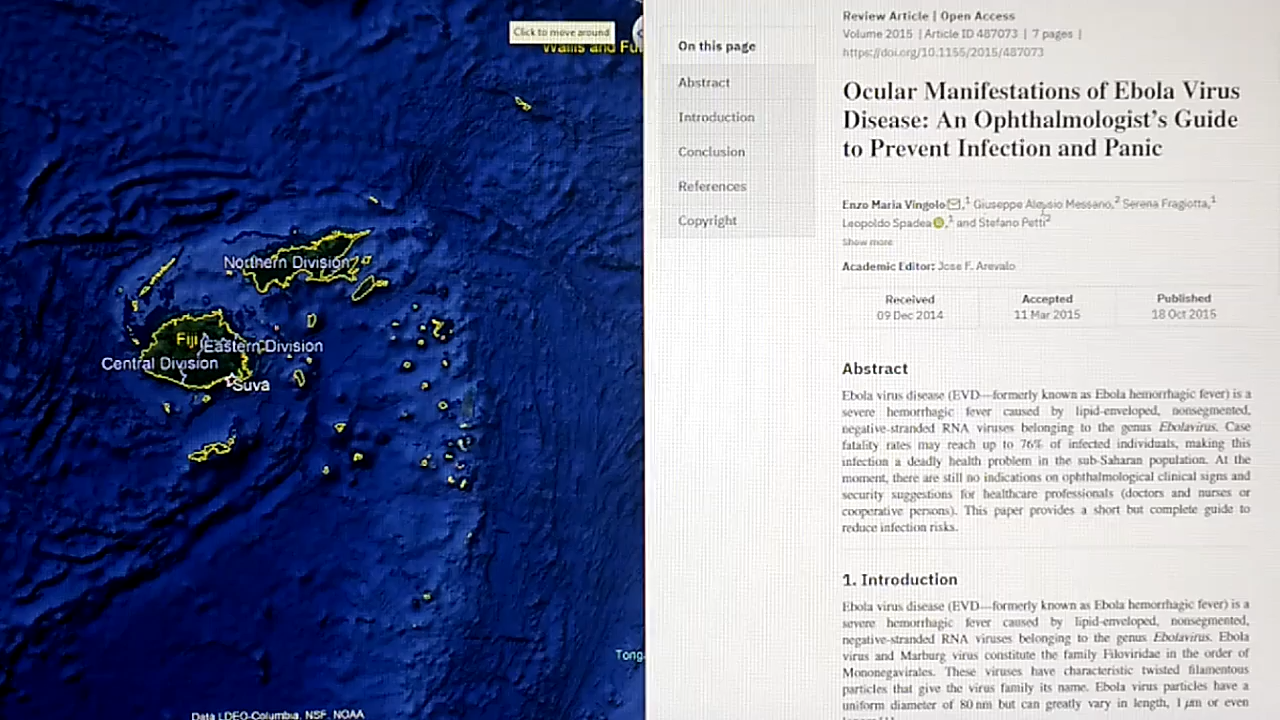 Click to move around
Wallis and Fu
Northern Division
Fiji
Eastern Division
Central Division
Suva
Tong
Data LDEO-Columbia, NSF, NOAA
On this page
Abstract
Introduction
Conclusion
References
Copyright
Review Article | Open Access
Volume 2015 | Article ID 487073 | 7 pages |
https://doi.org/10.1155/2015/487073
Ocular Manifestations of Ebola Virus
Disease: An Ophthalmologist's Guide
to Prevent Infection and Panic
Enzo Maria Vingolo,1 Giuseppe Alessio Messano,2 Serena Fragiotta,1
Leopoldo Spadea,1 and Stefano Petti2
Show more
Academic Editor: Jose F. Arevalo
Received
09 Dec 2014
Accepted
11 Mar 2015
Published
18 Oct 2015
Abstract
Ebola virus disease (EVD—formerly known as Ebola hemorrhagic fever) is a
severe hemorrhagic fever caused by lipid-enveloped, nonsegmented,
negative-stranded RNA viruses belonging to the genus Ebolavirus. Case
fatality rates may reach up to 76% of infected individuals, making this
infection a deadly health problem in the sub-Saharan population. At the
moment, there are still no indications on ophthalmological clinical signs and
security suggestions for healthcare professionals (doctors and nurses or
cooperative persons). This paper provides a short but complete guide to
reduce infection risks.
1. Introduction
Ebola virus disease (EVD—formerly known as Ebola hemorrhagic fever) is a
severe hemorrhagic fever caused by lipid-enveloped, nonsegmented,
negative-stranded RNA viruses belonging to the genus Ebolavirus. Ebola
virus and Marburg virus constitute the family Filoviridae in the order of
Mononegavirales. These viruses have characteristic twisted filamentous
particles that give the virus family its name. Ebola virus particles have a
uniform diameter of 80 nm but can greatly vary in length, 1 μm or even